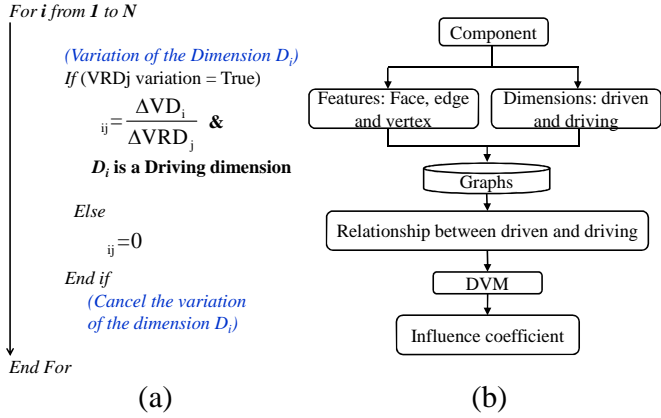 For i from 1 to N
(Variation of the Dimension Di)
If (VRDj variation = True)
ij = ΔVDi / ΔVRDj &
Di is a Driving dimension
Else
ij =0
End if
(Cancel the variation
of the dimension Di)
End For
(a)
Component
Features: Face, edge
and vertex
Dimensions: driven
and driving
Graphs
Relationship between driven and driving
DVM
Influence coefficient
(b)